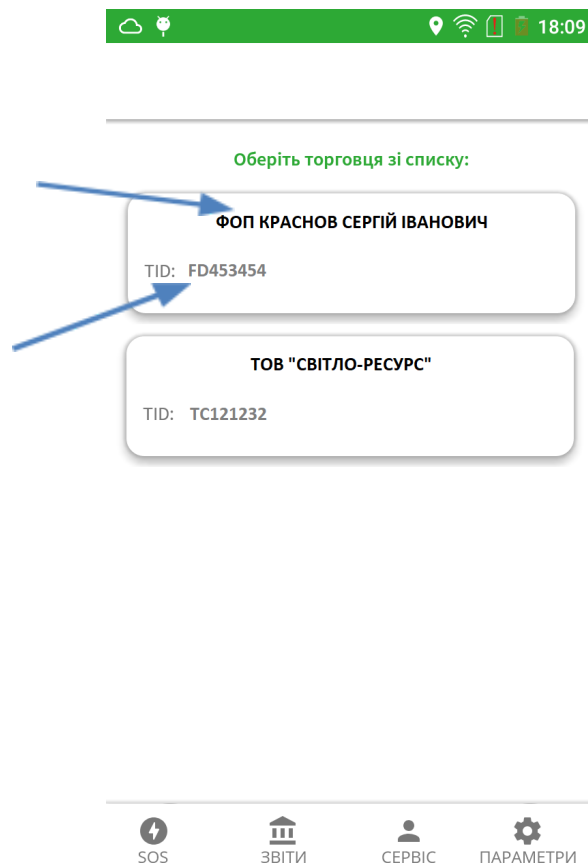 18:09
Оберіть торговця зі списку:
ФОП КРАСНОВ СЕРГІЙ ІВАНОВИЧ
TID: FD453454
ТОВ "СВІТЛО-РЕСУРС"
TID: TC121232
SOS ЗВІТИ СЕРВІС ПАРАМЕТРИ